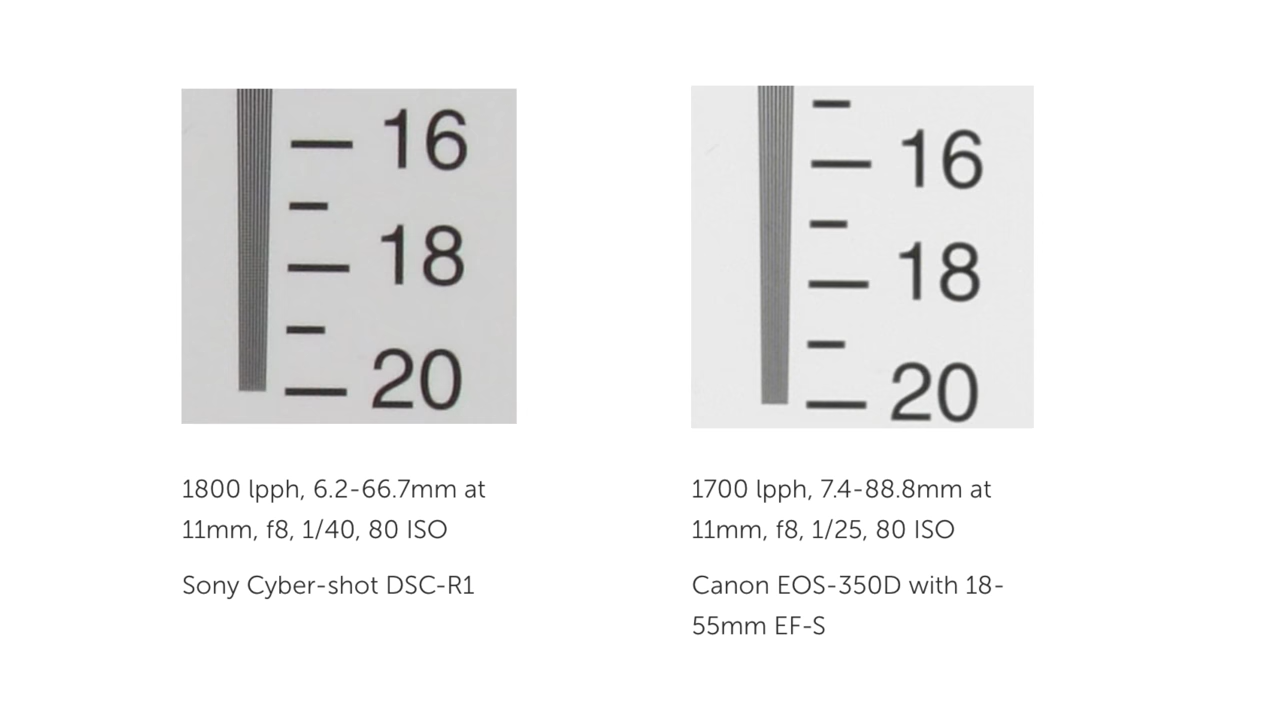 16
18
20
16
18
20
1800 lpph, 6.2-66.7mm at
11mm, f8, 1/40, 80 ISO
Sony Cyber-shot DSC-R1
1700 lpph, 7.4-88.8mm at
11mm, f8, 1/25, 80 ISO
Canon EOS-350D with 18-
55mm EF-S